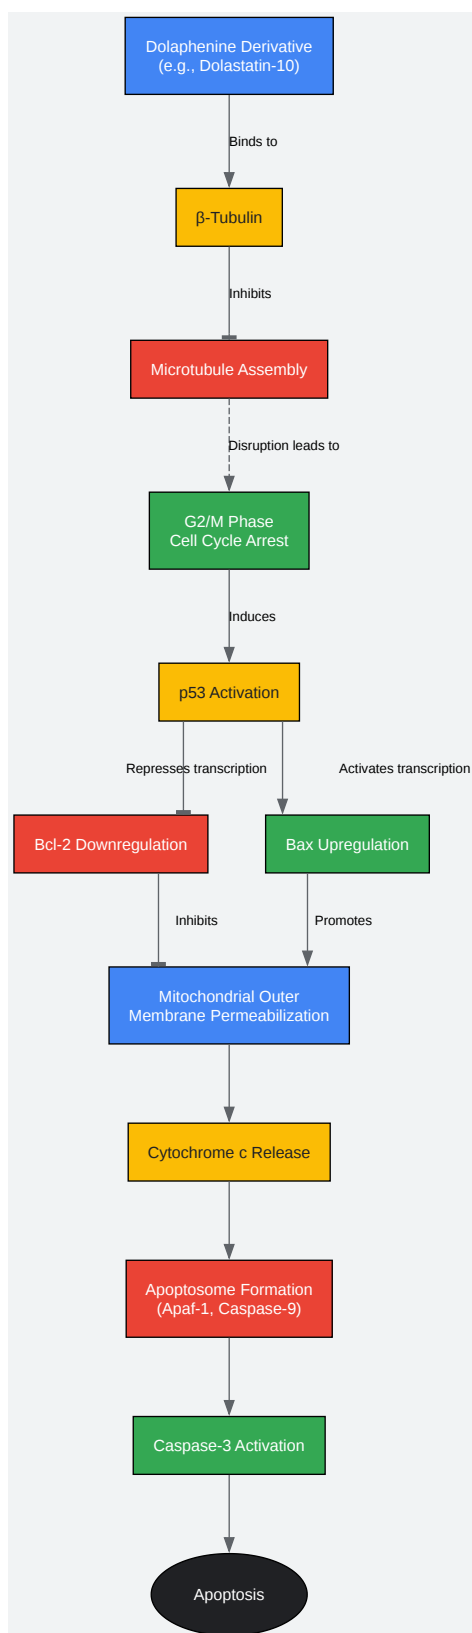 Dolaphenine Derivative
(e.g., Dolastatin-10)
Binds to
β-Tubulin
Inhibits
Microtubule Assembly
Disruption leads to
G2/M Phase
Cell Cycle Arrest
Induces
p53 Activation
Represses transcription
Activates transcription
Bcl-2 Downregulation
Bax Upregulation
Inhibits
Promotes
Mitochondrial Outer
Membrane Permeabilization
Cytochrome c Release
Apoptosome Formation
(Apaf-1, Caspase-9)
Caspase-3 Activation
Apoptosis